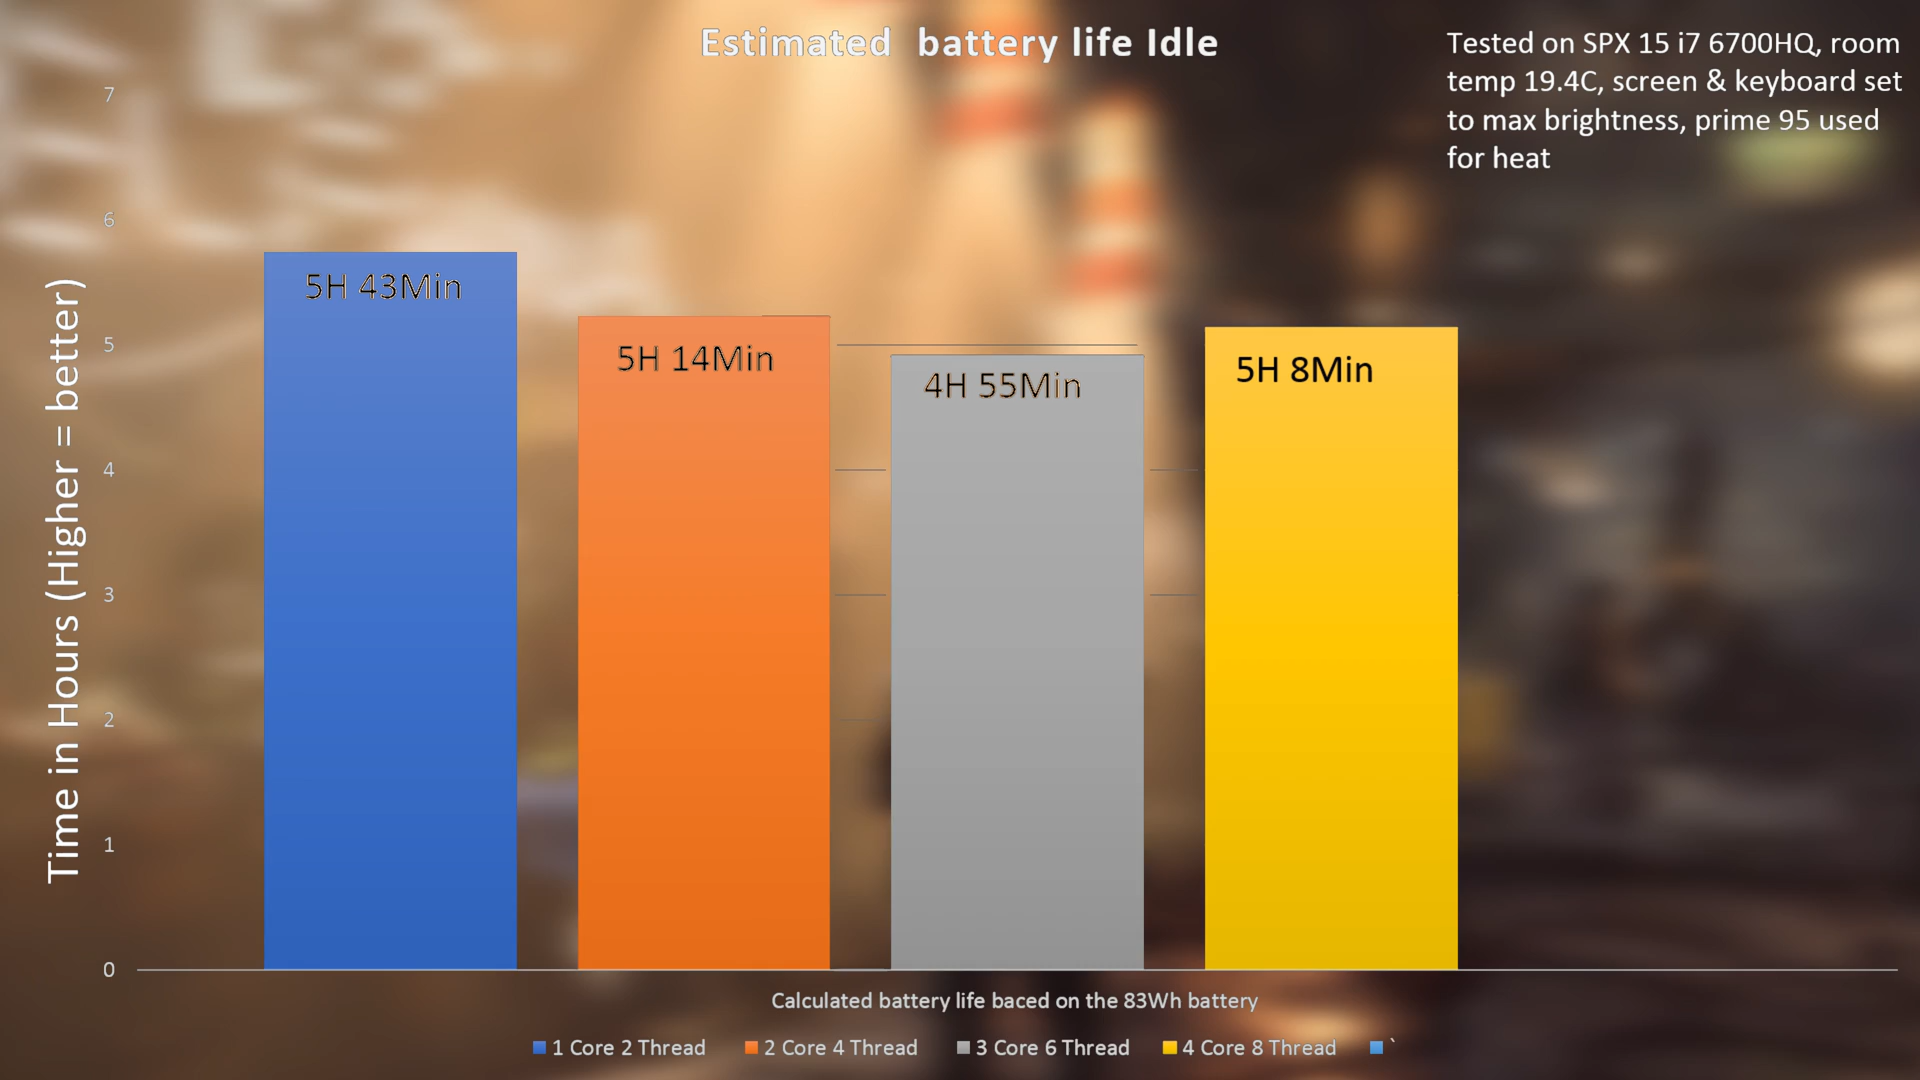 Estimated  battery life Idle
Tested on SPX 15 i7 6700HQ, room
temp 19.4C, screen & keyboard set
to max brightness, prime 95 used
for heat
Time in Hours (Higher = better)
7
6
5
4
3
2
1
0
5H 43Min
5H 14Min
4H 55Min
5H 8Min
Calculated battery life baced on the 83Wh battery
1 Core 2 Thread
2 Core 4 Thread
3 Core 6 Thread
4 Core 8 Thread
`